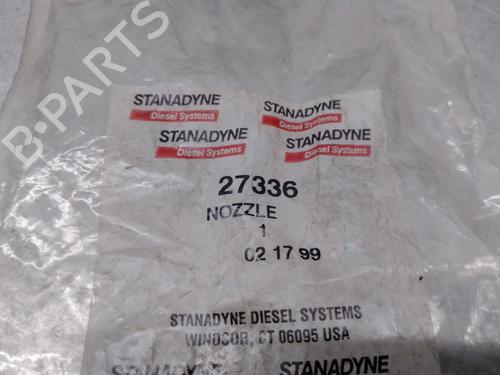 B-PARTS
STANADYNE STANADYNE
Diesel Systems Diesel Systems
STANADYNE STANADYNE
Diesel Systems Diesel Systems
27336
NOZZLE
1
02 17 99
STANADYNE DIESEL SYSTEMS
WINDSOR, CT 06095 USA
STANADYNE STANADYNE